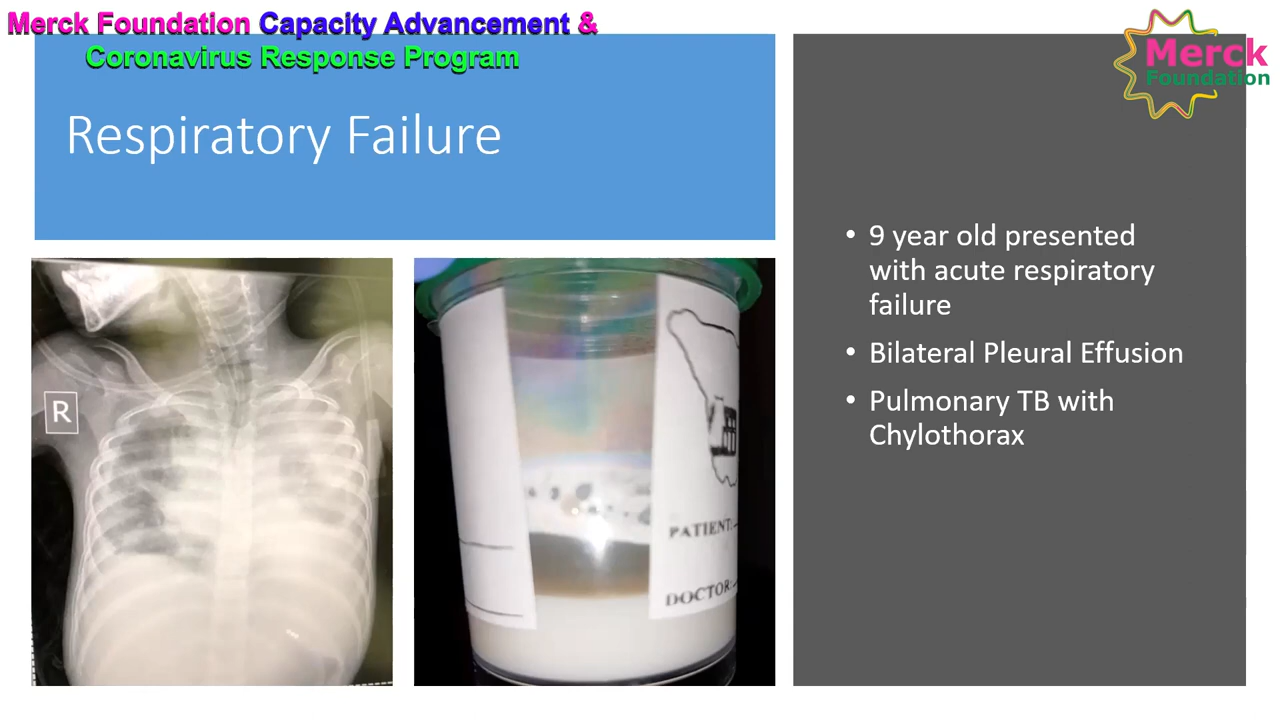 Merck Foundation Capacity Advancement &
Coronavirus Response Program
Merck
Foundation
Respiratory Failure
R
PATIENT:
DOCTOR:
• 9 year old presented
with acute respiratory
failure
• Bilateral Pleural Effusion
• Pulmonary TB with
Chylothorax